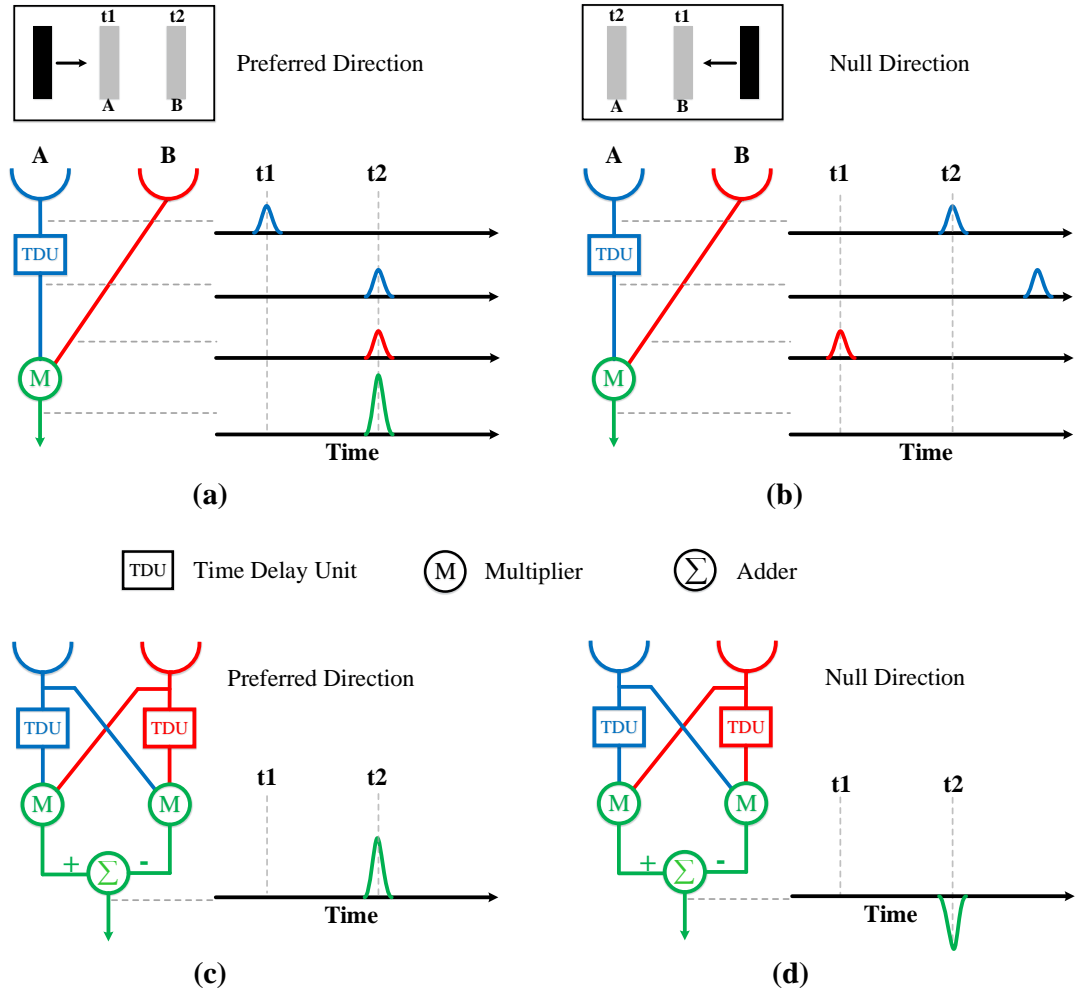 t1 t2
Preferred Direction
A B
t2 t1
Null Direction
A B
A B
t1 t2
TDU
M
Time
(a)
A B
t1 t2
TDU
M
Time
(b)
TDU Time Delay Unit M Multiplier Σ Adder
Preferred Direction
TDU TDU
t1 t2
M M
+ -
Σ
Time
(c)
Null Direction
TDU TDU
t1 t2
M M
+ -
Σ
Time
(d)